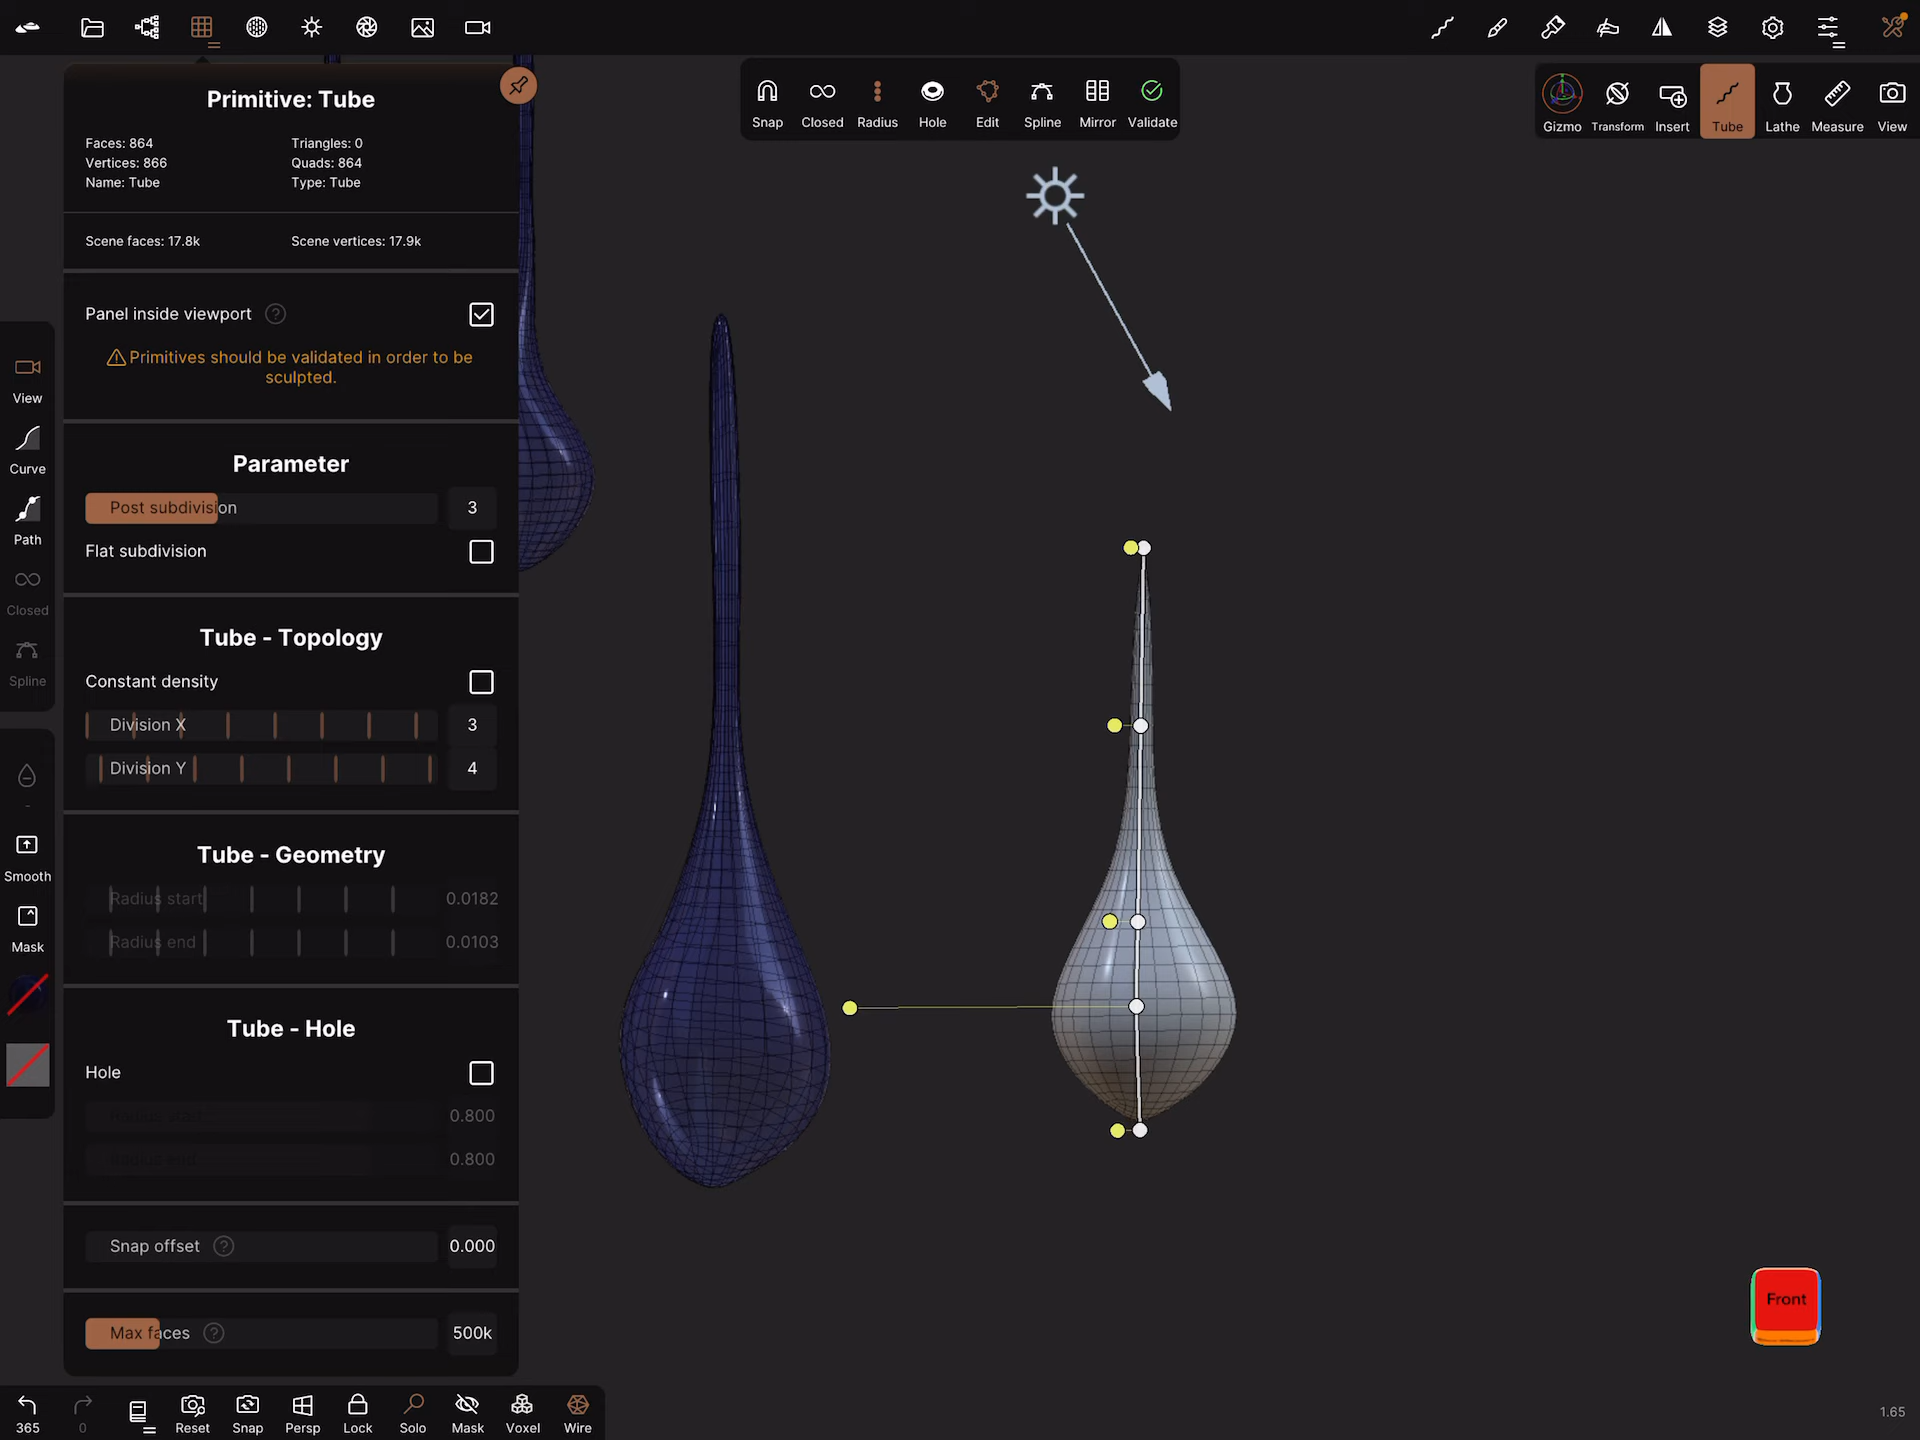 Primitive: Tube
Faces: 864
Triangles: 0
Vertices: 866
Quads: 864
Name: Tube
Type: Tube
Scene faces: 17.8k
Scene vertices: 17.9k
Panel inside viewport ?
Primitives should be validated in order to be
sculpted.
Parameter
Post subdivision 3
Flat subdivision
Tube - Topology
Constant density
Division X 3
Division Y 4
Tube - Geometry
Radius start 0.0182
Radius end 0.0103
Tube - Hole
Hole
Radius start 0.800
Radius end 0.800
Snap offset ? 0.000
Max faces ? 500k
Snap
Closed
Radius
Hole
Edit
Spline
Mirror
Validate
Gizmo
Transform
Insert
Tube
Lathe
Measure
View
View
Curve
Path
Closed
Spline
-
Smooth
Mask
Front
365
0
Reset
Snap
Persp
Lock
Solo
Mask
Voxel
Wire
1.65